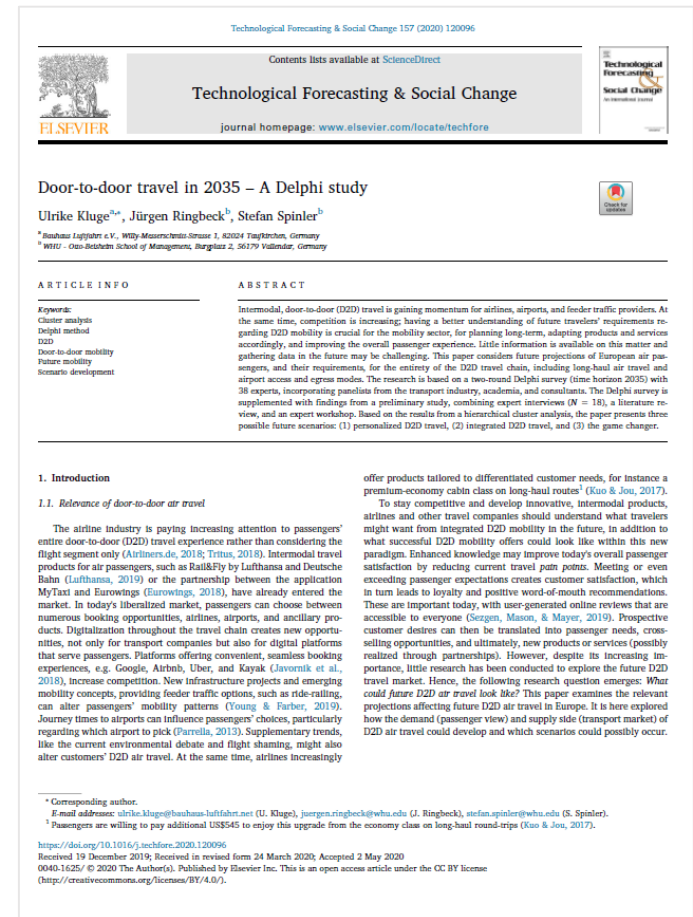 Technological Forecasting & Social Change 157 (2020) 120096
Contents lists available at ScienceDirect
Technological Forecasting & Social Change
journal homepage: www.elsevier.com/locate/techfore
ELSEVIER
Technological
Forecasting
Social Change
An International Journal
Door-to-door travel in 2035 – A Delphi study
Check for
updates
Ulrike Kluge a,⁎, Jürgen Ringbeck b, Stefan Spinler b
a Bauhaus Luftfahrt e.V., Willy-Messerschmitt-Strasse 1, 82024 Taufkirchen, Germany
b WHU - Otto-Beisheim School of Management, Burgplatz 2, 56179 Vallendar, Germany
ARTICLE INFO
Keywords:
Cluster analysis
Delphi method
D2D
Door-to-door mobility
Future mobility
Scenario development
ABSTRACT
Intermodal, door-to-door (D2D) travel is gaining momentum for airlines, airports, and feeder traffic providers. At
the same time, competition is increasing; having a better understanding of future travelers' requirements re-
garding D2D mobility is crucial for the mobility sector, for planning long-term, adapting products and services
accordingly, and improving the overall passenger experience. Little information is available on this matter and
gathering data in the future may be challenging. This paper considers future projections of European air pas-
sengers, and their requirements, for the entirety of the D2D travel chain, including long-haul air travel and
airport access and egress modes. The research is based on a two-round Delphi survey (time horizon 2035) with
38 experts, incorporating panelists from the transport industry, academia, and consultants. The Delphi survey is
supplemented with findings from a preliminary study, combining expert interviews (N = 18), a literature re-
view, and an expert workshop. Based on the results from a hierarchical cluster analysis, the paper presents three
possible future scenarios: (1) personalized D2D travel, (2) integrated D2D travel, and (3) the game changer.
1. Introduction
1.1. Relevance of door-to-door air travel
The airline industry is paying increasing attention to passengers'
entire door-to-door (D2D) travel experience rather than considering the
flight segment only (Airliners.de, 2018; Tritus, 2018). Intermodal travel
products for air passengers, such as Rail&Fly by Lufthansa and Deutsche
Bahn (Lufthansa, 2019) or the partnership between the application
MyTaxi and Eurowings (Eurowings, 2018), have already entered the
market. In today's liberalized market, passengers can choose between
numerous booking opportunities, airlines, airports, and ancillary pro-
ducts. Digitalization throughout the travel chain creates new opportu-
nities, not only for transport companies but also for digital platforms
that serve passengers. Platforms offering convenient, seamless booking
experiences, e.g. Google, Airbnb, Uber, and Kayak (Javornik et al.,
2018), increase competition. New infrastructure projects and emerging
mobility concepts, providing feeder traffic options, such as ride-railing,
can alter passengers' mobility patterns (Young & Farber, 2019).
Journey times to airports can influence passengers' choices, particularly
regarding which airport to pick (Parrella, 2013). Supplementary trends,
like the current environmental debate and flight shaming, might also
alter customers' D2D air travel. At the same time, airlines increasingly
offer products tailored to differentiated customer needs, for instance a
premium-economy cabin class on long-haul routes1 (Kuo & Jou, 2017).
To stay competitive and develop innovative, intermodal products,
airlines and other travel companies should understand what travelers
might want from integrated D2D mobility in the future, in addition to
what successful D2D mobility offers could look like within this new
paradigm. Enhanced knowledge may improve today's overall passenger
satisfaction by reducing current travel pain points. Meeting or even
exceeding passenger expectations creates customer satisfaction, which
in turn leads to loyalty and positive word-of-mouth recommendations.
These are important today, with user-generated online reviews that are
accessible to everyone (Sezgen, Mason, & Mayer, 2019). Prospective
customer desires can then be translated into passenger needs, cross-
selling opportunities, and ultimately, new products or services (possibly
realized through partnerships). However, despite its increasing im-
portance, little research has been conducted to explore the future D2D
travel market. Hence, the following research question emerges: What
could future D2D air travel look like? This paper examines the relevant
projections affecting future D2D air travel in Europe. It is here explored
how the demand (passenger view) and supply side (transport market) of
D2D air travel could develop and which scenarios could possibly occur.
⁎ Corresponding author.
E-mail addresses: ulrike.kluge@bauhaus-luftfahrt.net (U. Kluge), juergen.ringbeck@whu.edu (J. Ringbeck), stefan.spinler@whu.edu (S. Spinler).
1 Passengers are willing to pay additional US$545 to enjoy this upgrade from the economy class on long-haul round-trips (Kuo & Jou, 2017).
https://doi.org/10.1016/j.techfore.2020.120096
Received 19 December 2019; Received in revised form 24 March 2020; Accepted 2 May 2020
0040-1625/ © 2020 The Author(s). Published by Elsevier Inc. This is an open access article under the CC BY license
(http://creativecommons.org/licenses/BY/4.0/).